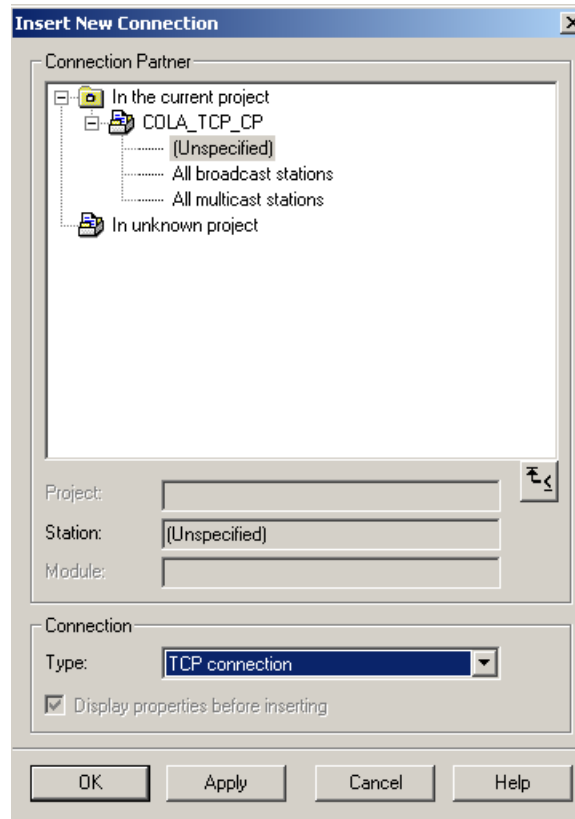 Insert New Connection
Connection Partner
In the current project
COLA_TCP_CP
(Unspecified)
All broadcast stations
All multicast stations
In unknown project
Project:
Station: (Unspecified)
Module:
Connection
Type: TCP connection
Display properties before inserting
OK Apply Cancel Help